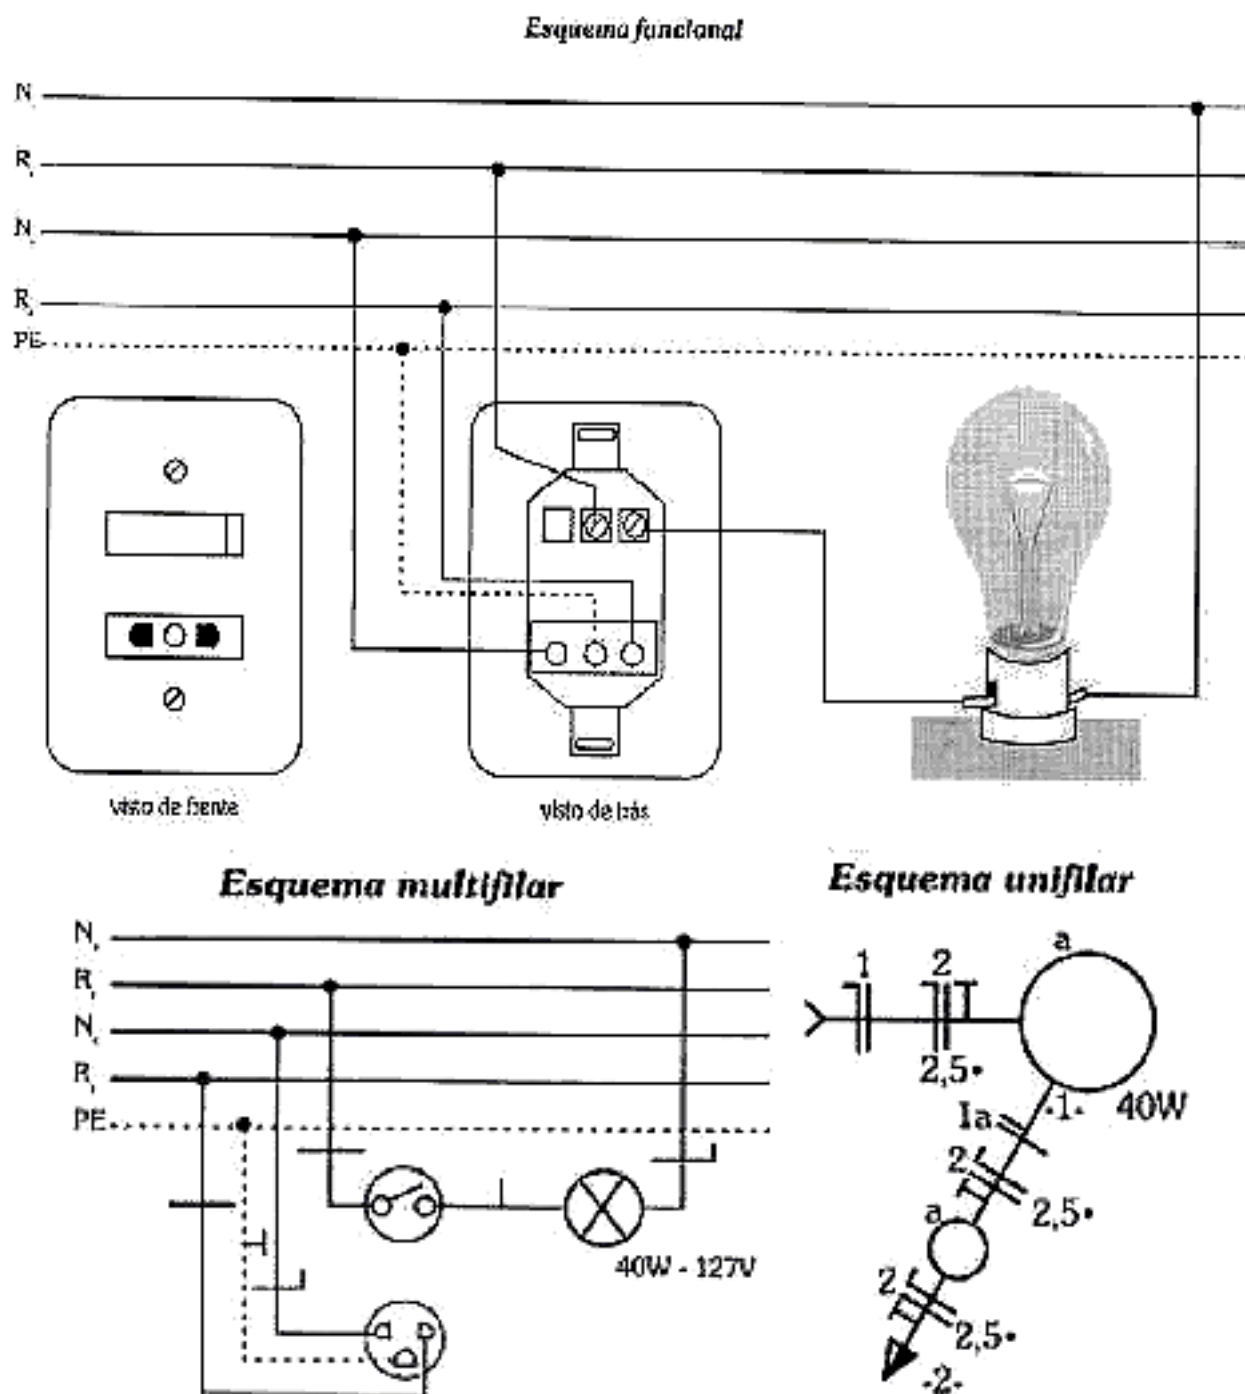 Esquema funcional
N
R
N
R
PE
visto de frente
visto de trás
Esquema multifilar
N
R
N
R
PE
40W - 127V
Esquema unifilar
a
1
2
2,5•
-1-
40W
Ia
2
2,5•
a
2
2,5•
-2-